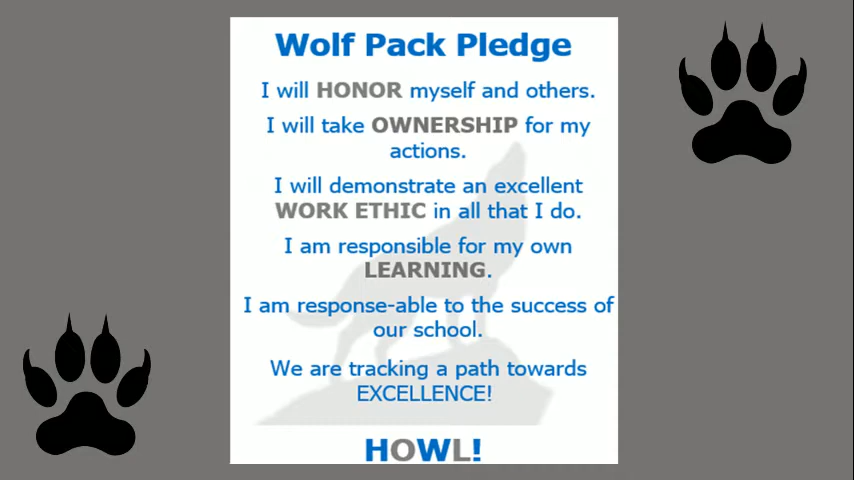 Wolf Pack Pledge
I will HONOR myself and others.
I will take OWNERSHIP for my
actions.
I will demonstrate an excellent
WORK ETHIC in all that I do.
I am responsible for my own
LEARNING.
I am response-able to the success of
our school.
We are tracking a path towards
EXCELLENCE!
HOWL!